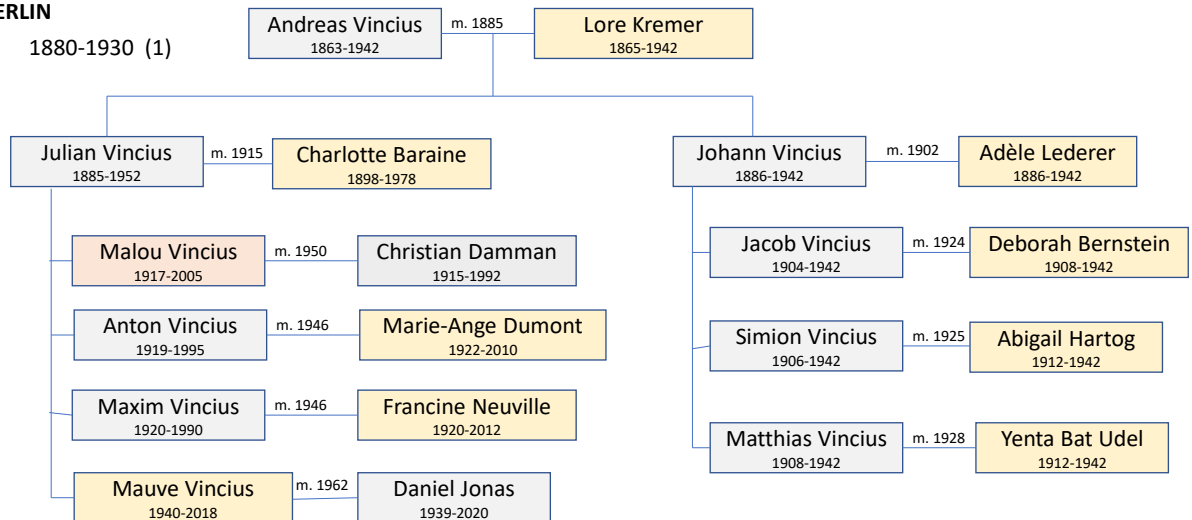 ERLIN
1880-1930 (1)
Andreas Vincius
1863-1942
m. 1885
Lore Kremer
1865-1942
Julian Vincius
1885-1952
m. 1915
Charlotte Baraine
1898-1978
Johann Vincius
1886-1942
m. 1902
Adèle Lederer
1886-1942
Malou Vincius
1917-2005
m. 1950
Christian Damman
1915-1992
Jacob Vincius
1904-1942
m. 1924
Deborah Bernstein
1908-1942
Anton Vincius
1919-1995
m. 1946
Marie-Ange Dumont
1922-2010
Simion Vincius
1906-1942
m. 1925
Abigail Hartog
1912-1942
Maxim Vincius
1920-1990
m. 1946
Francine Neuville
1920-2012
Matthias Vincius
1908-1942
m. 1928
Yenta Bat Udel
1912-1942
Mauve Vincius
1940-2018
m. 1962
Daniel Jonas
1939-2020